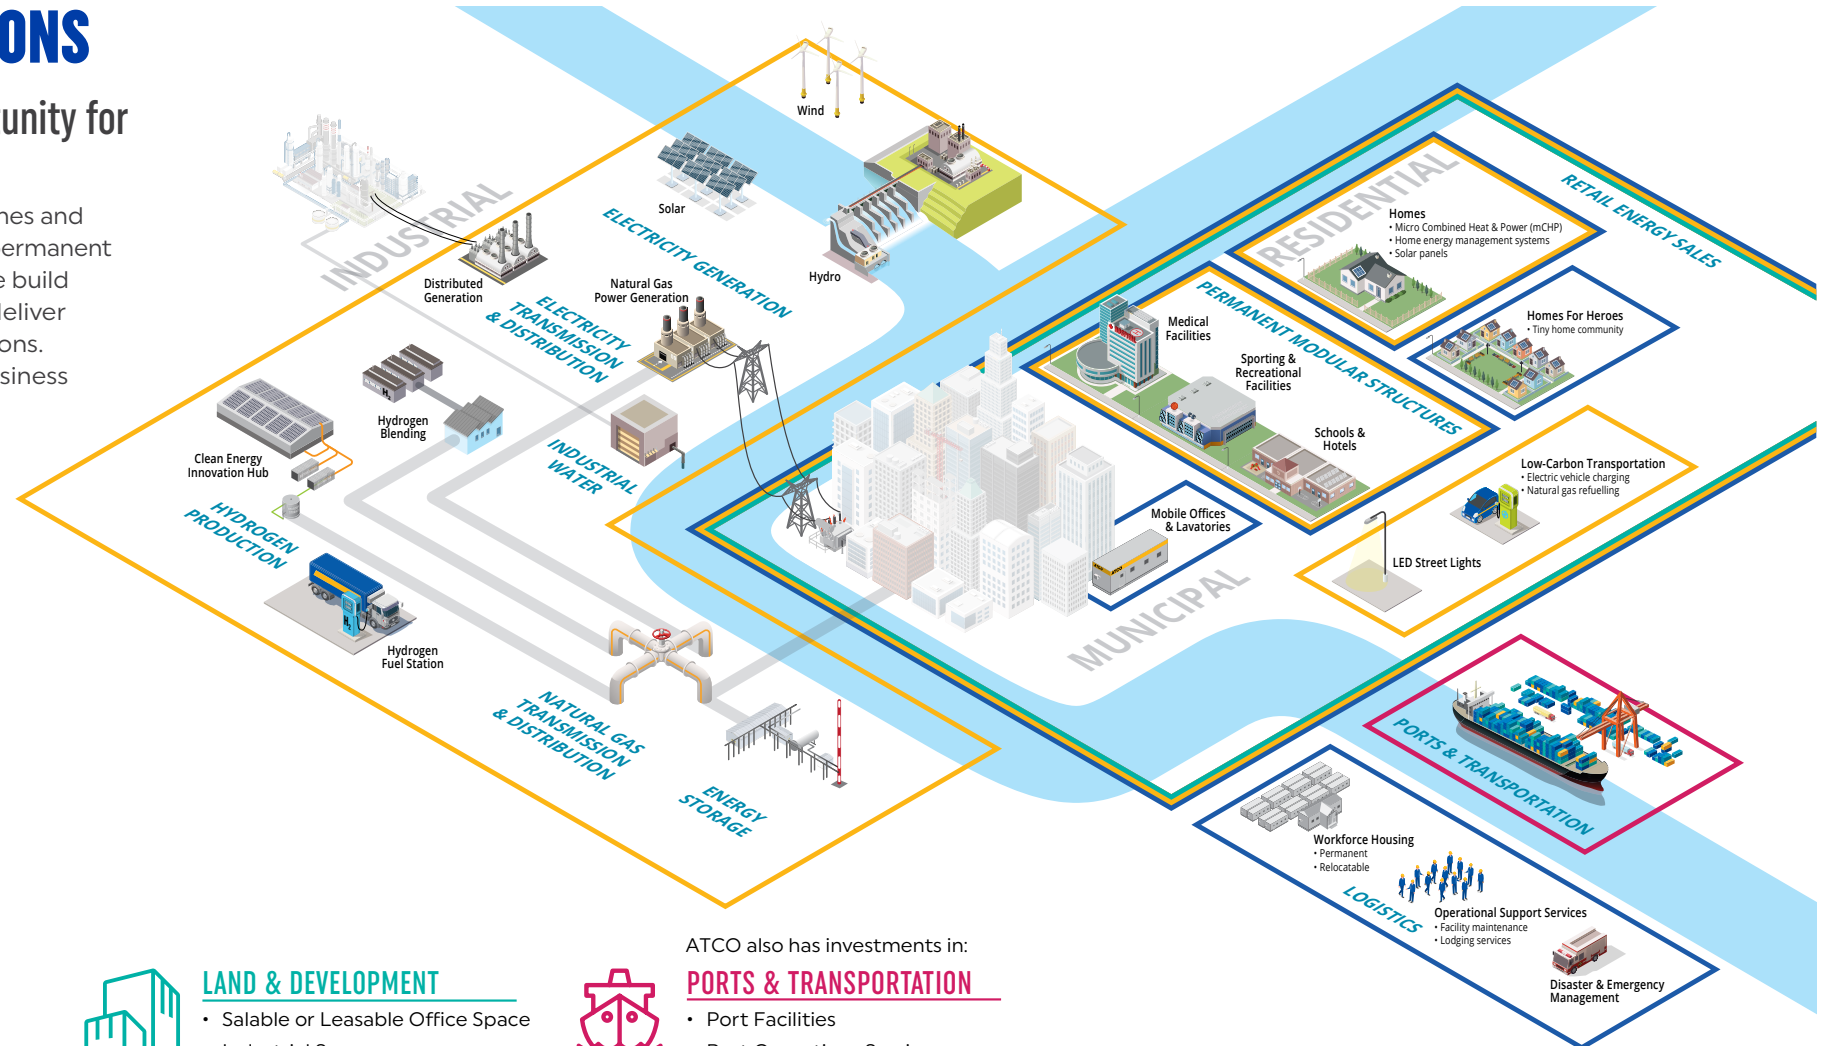 ONS
unity for
nes and
permanent
e build
deliver
ons.
siness
INDUSTRIAL
Wind
Solar
ELECTRICITY GENERATION
Hydro
Distributed
Generation
Natural Gas
Power Generation
ELECTRICITY
TRANSMISSION
& DISTRIBUTION
Hydrogen
Blending
Clean Energy
Innovation Hub
INDUSTRIAL
WATER
HYDROGEN
PRODUCTION
H2
Hydrogen
Fuel Station
NATURAL GAS
TRANSMISSION
& DISTRIBUTION
ENERGY
STORAGE
RESIDENTIAL
Homes
• Micro Combined Heat & Power (mCHP)
• Home energy management systems
• Solar panels
RETAIL ENERGY SALES
Homes For Heroes
• Tiny home community
PERMANENT MODULAR STRUCTURES
Medical
Facilities
Sporting &
Recreational
Facilities
Schools &
Hotels
Low-Carbon Transportation
• Electric vehicle charging
• Natural gas refuelling
LED Street Lights
Mobile Offices
& Lavatories
ATCO
MUNICIPAL
PORTS & TRANSPORTATION
Workforce Housing
• Permanent
• Relocatable
LOGISTICS
Operational Support Services
• Facility maintenance
• Lodging services
Disaster & Emergency
Management
LAND & DEVELOPMENT
• Salable or Leasable Office Space
ATCO also has investments in:
PORTS & TRANSPORTATION
• Port Facilities